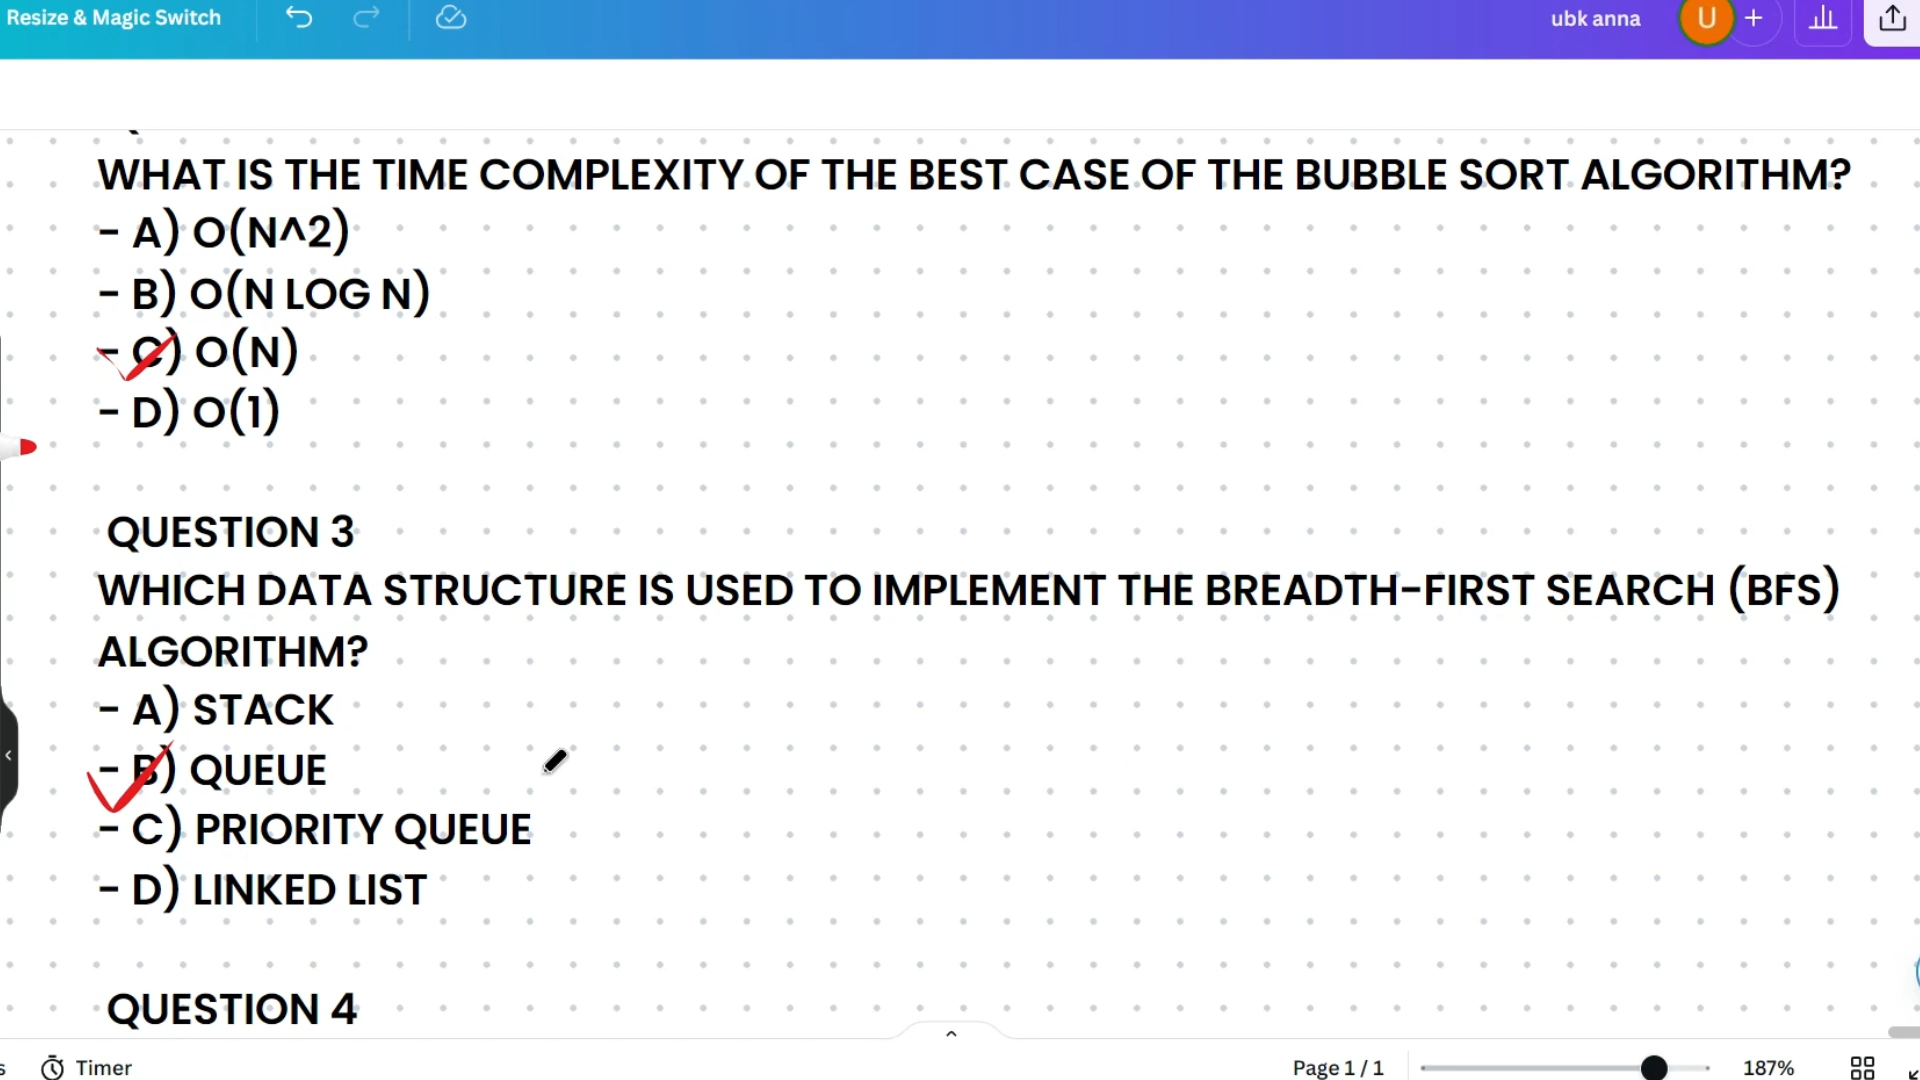 Resize & Magic Switch
ubk anna
U
WHAT IS THE TIME COMPLEXITY OF THE BEST CASE OF THE BUBBLE SORT ALGORITHM?
- A) O(N^2)
- B) O(N LOG N)
- C) O(N)
- D) O(1)
QUESTION 3
WHICH DATA STRUCTURE IS USED TO IMPLEMENT THE BREADTH-FIRST SEARCH (BFS)
ALGORITHM?
- A) STACK
- B) QUEUE
- C) PRIORITY QUEUE
- D) LINKED LIST
QUESTION 4
Timer
Page 1 / 1
187%